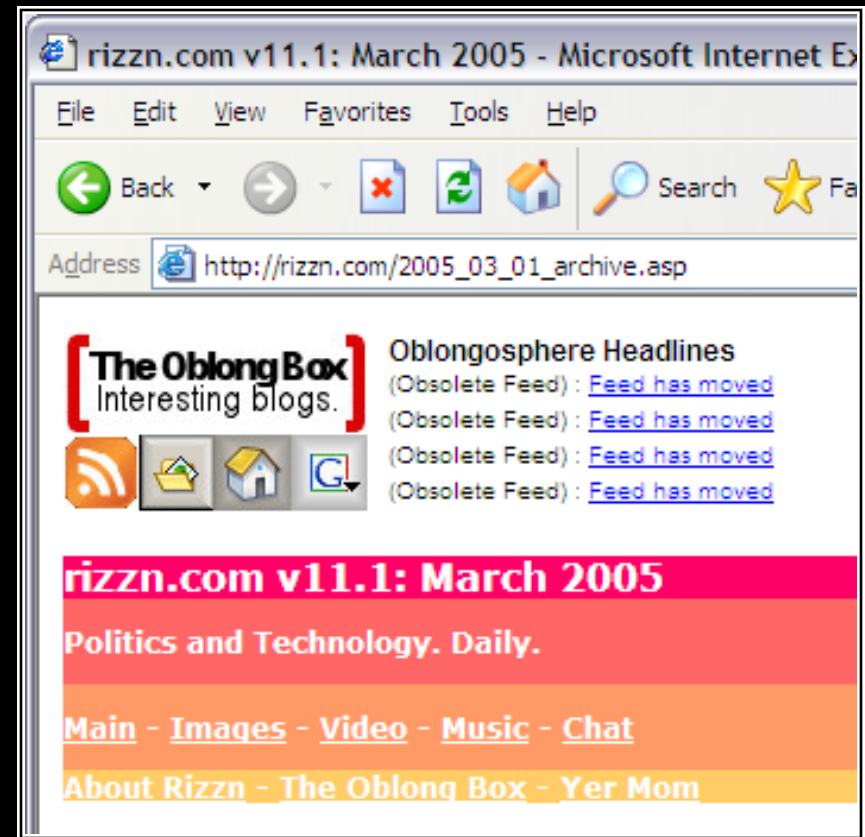 rizzn.com v11.1: March 2005 - Microsoft Internet Ex
File Edit View Favorites Tools Help
Back Search Fa
Address http://rizzn.com/2005_03_01_archive.asp
The Oblong Box
Interesting blogs.
G
Oblongosphere Headlines
(Obsolete Feed) : Feed has moved
(Obsolete Feed) : Feed has moved
(Obsolete Feed) : Feed has moved
(Obsolete Feed) : Feed has moved
rizzn.com v11.1: March 2005
Politics and Technology. Daily.
Main - Images - Video - Music - Chat
About Rizzn - The Oblong Box - Yer Mom